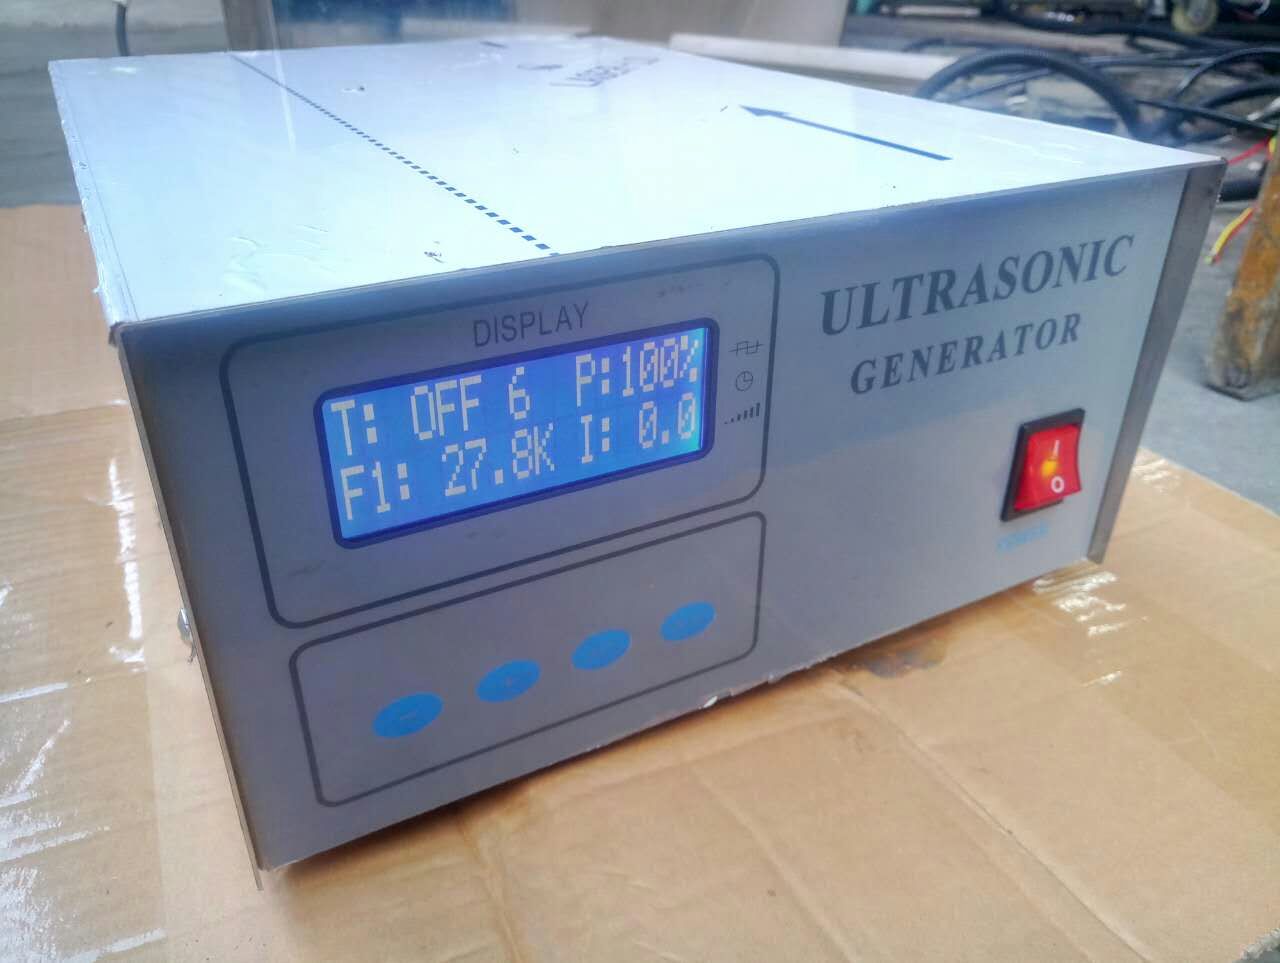 DISPLAY
T: OFF 6 P:100%
F1: 27.8K I: 0.0
ULTRASONIC
GENERATOR